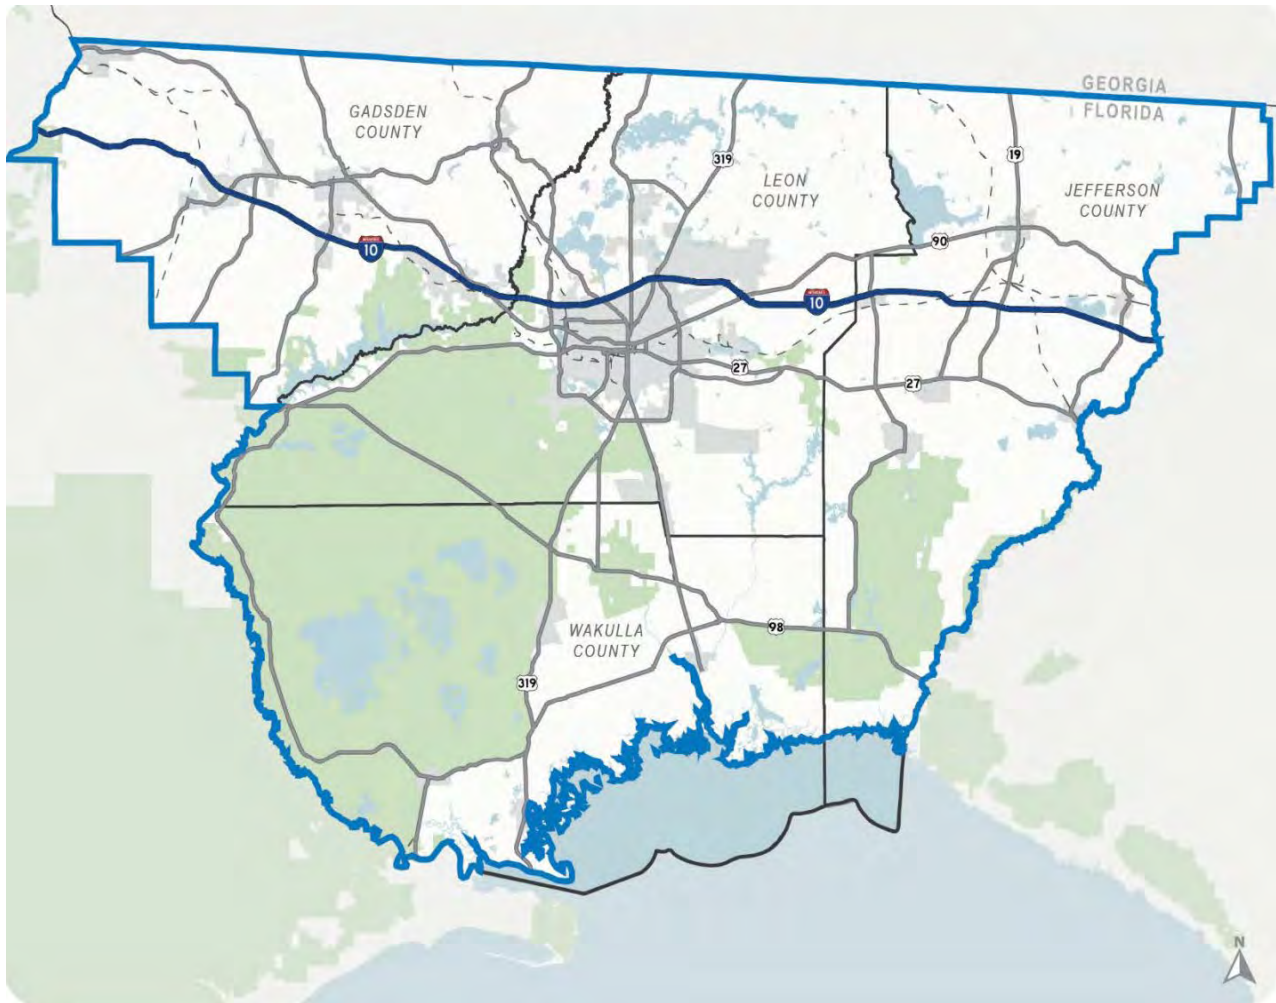 GEORGIA
FLORIDA
GADSDEN
COUNTY
319
19
LEON
COUNTY
JEFFERSON
COUNTY
90
10
10
27
27
98
WAKULLA
COUNTY
319
N